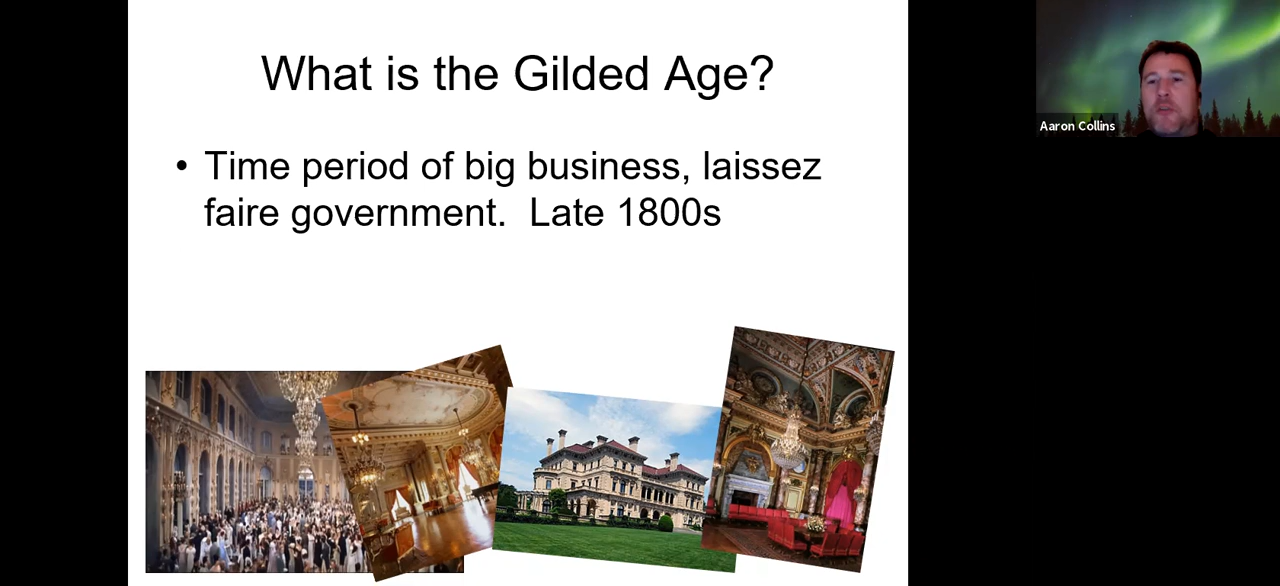 What is the Gilded Age?
• Time period of big business, laissez
faire government.  Late 1800s
Aaron Collins